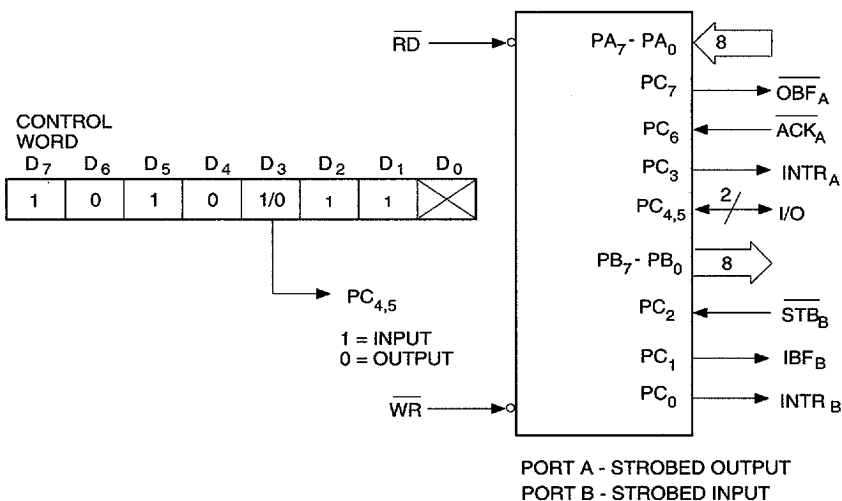 RD
PA7 - PA0
8
PC7
OBFA
CONTROL
WORD
PC6
ACKA
D7 D6 D5 D4 D3 D2 D1 D0
PC3
INTRA
1 0 1 0 1/0 1 1
PC4,5
2
I/O
PB7 - PB0
8
PC4,5
PC2
STBB
1 = INPUT
0 = OUTPUT
PC1
IBFB
WR
PC0
INTR B
PORT A - STROBED OUTPUT
PORT B - STROBED INPUT